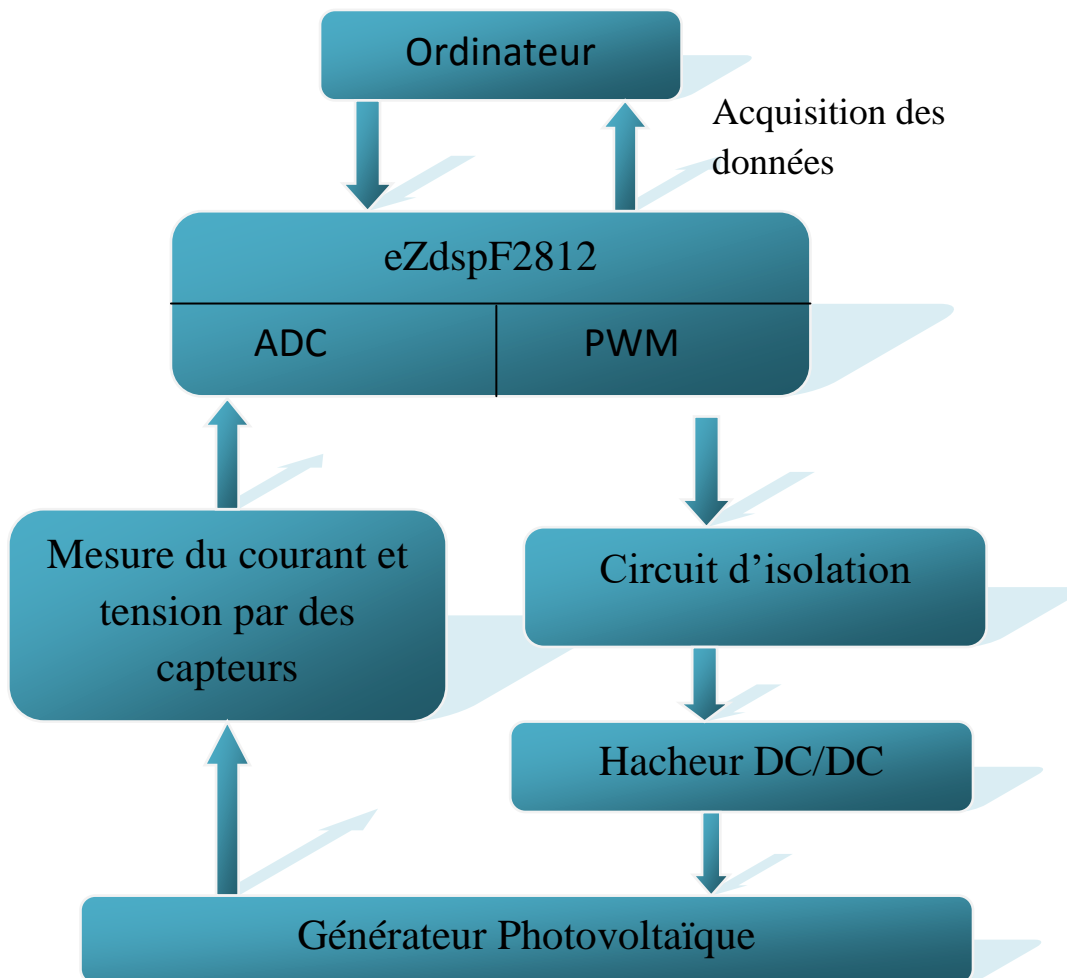 Ordinateur
Acquisition des
données
eZdspF2812
ADC
PWM
Mesure du courant et
tension par des
capteurs
Circuit d’isolation
Hacheur DC/DC
Générateur Photovoltaïque